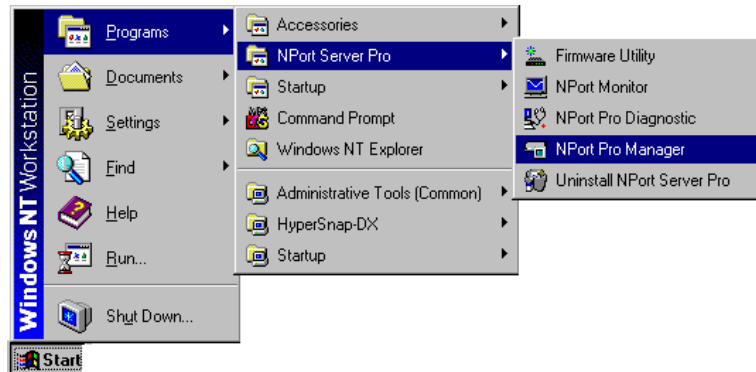 Windows NT Workstation
Programs
Documents
Settings
Find
Help
Run...
Shut Down...
Start
Accessories
NPort Server Pro
Startup
Command Prompt
Windows NT Explorer
Administrative Tools (Common)
HyperSnap-DX
Startup
Firmware Utility
NPort Monitor
NPort Pro Diagnostic
NPort Pro Manager
Uninstall NPort Server Pro